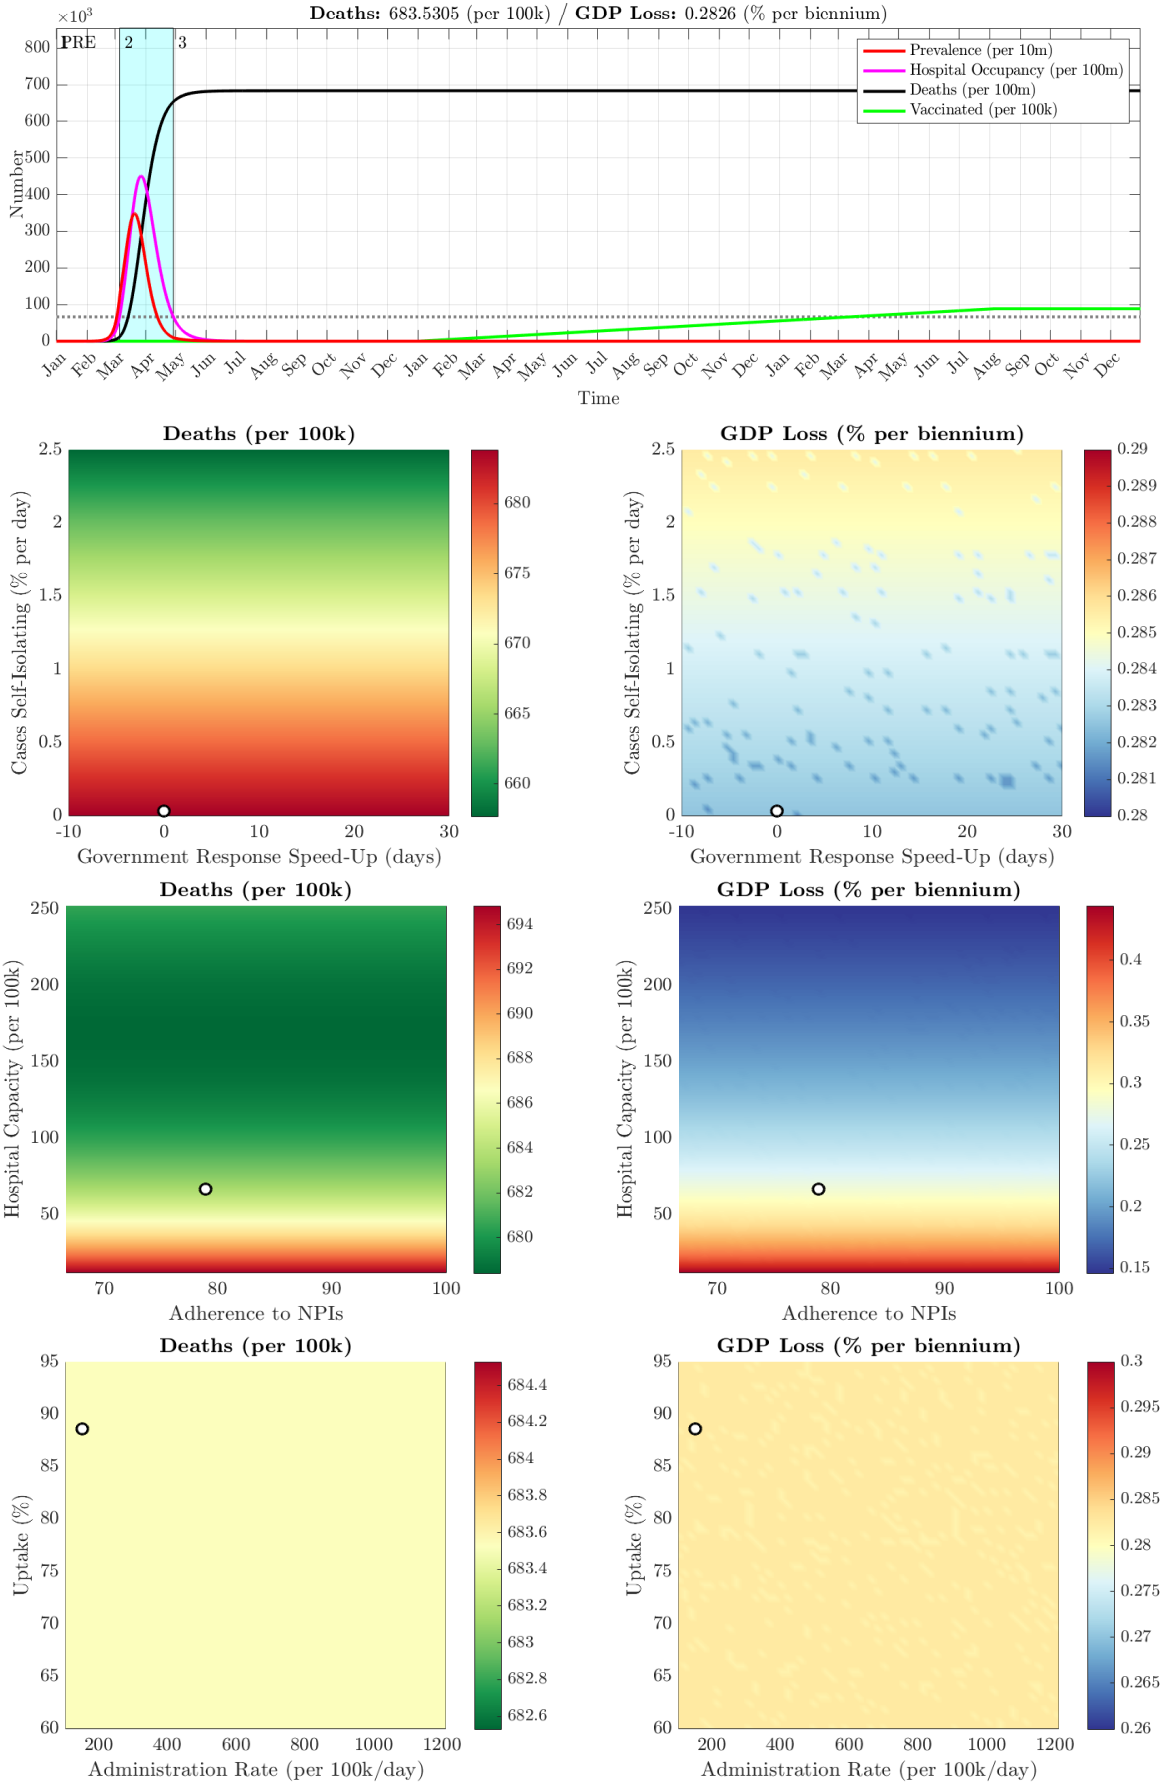 Deaths: 683.5305 (per 100k) / GDP Loss: 0.2826 (% per biennium)
×10³
1 PRE 2 3
Prevalence (per 10m)
Hospital Occupancy (per 100m)
Deaths (per 100m)
Vaccinated (per 100k)
800
700
600
500
400
300
200
100
0
Number
Jan Feb Mar Apr May Jun Jul Aug Sep Oct Nov Dec Jan Feb Mar Apr May Jun Jul Aug Sep Oct Nov Dec Jan Feb Mar Apr May Jun Jul Aug Sep Oct Nov Dec
Time
Deaths (per 100k)
2.5
2
1.5
1
0.5
0
Cases Self-Isolating (% per day)
-10 0 10 20 30
Government Response Speed-Up (days)
680
675
670
665
660
GDP Loss (% per biennium)
2.5
2
1.5
1
0.5
0
Cases Self-Isolating (% per day)
-10 0 10 20 30
Government Response Speed-Up (days)
0.29
0.289
0.288
0.287
0.286
0.285
0.284
0.283
0.282
0.281
0.28
Deaths (per 100k)
250
200
150
100
50
Hospital Capacity (per 100k)
70 80 90 100
Adherence to NPIs
694
692
690
688
686
684
682
680
GDP Loss (% per biennium)
250
200
150
100
50
Hospital Capacity (per 100k)
70 80 90 100
Adherence to NPIs
0.4
0.35
0.3
0.25
0.2
0.15
Deaths (per 100k)
95
90
85
80
75
70
65
60
Uptake (%)
200 400 600 800 1000 1200
Administration Rate (per 100k/day)
684.4
684.2
684
683.8
683.6
683.4
683.2
683
682.8
682.6
GDP Loss (% per biennium)
95
90
85
80
75
70
65
60
Uptake (%)
200 400 600 800 1000 1200
Administration Rate (per 100k/day)
0.3
0.295
0.29
0.285
0.28
0.275
0.27
0.265
0.26